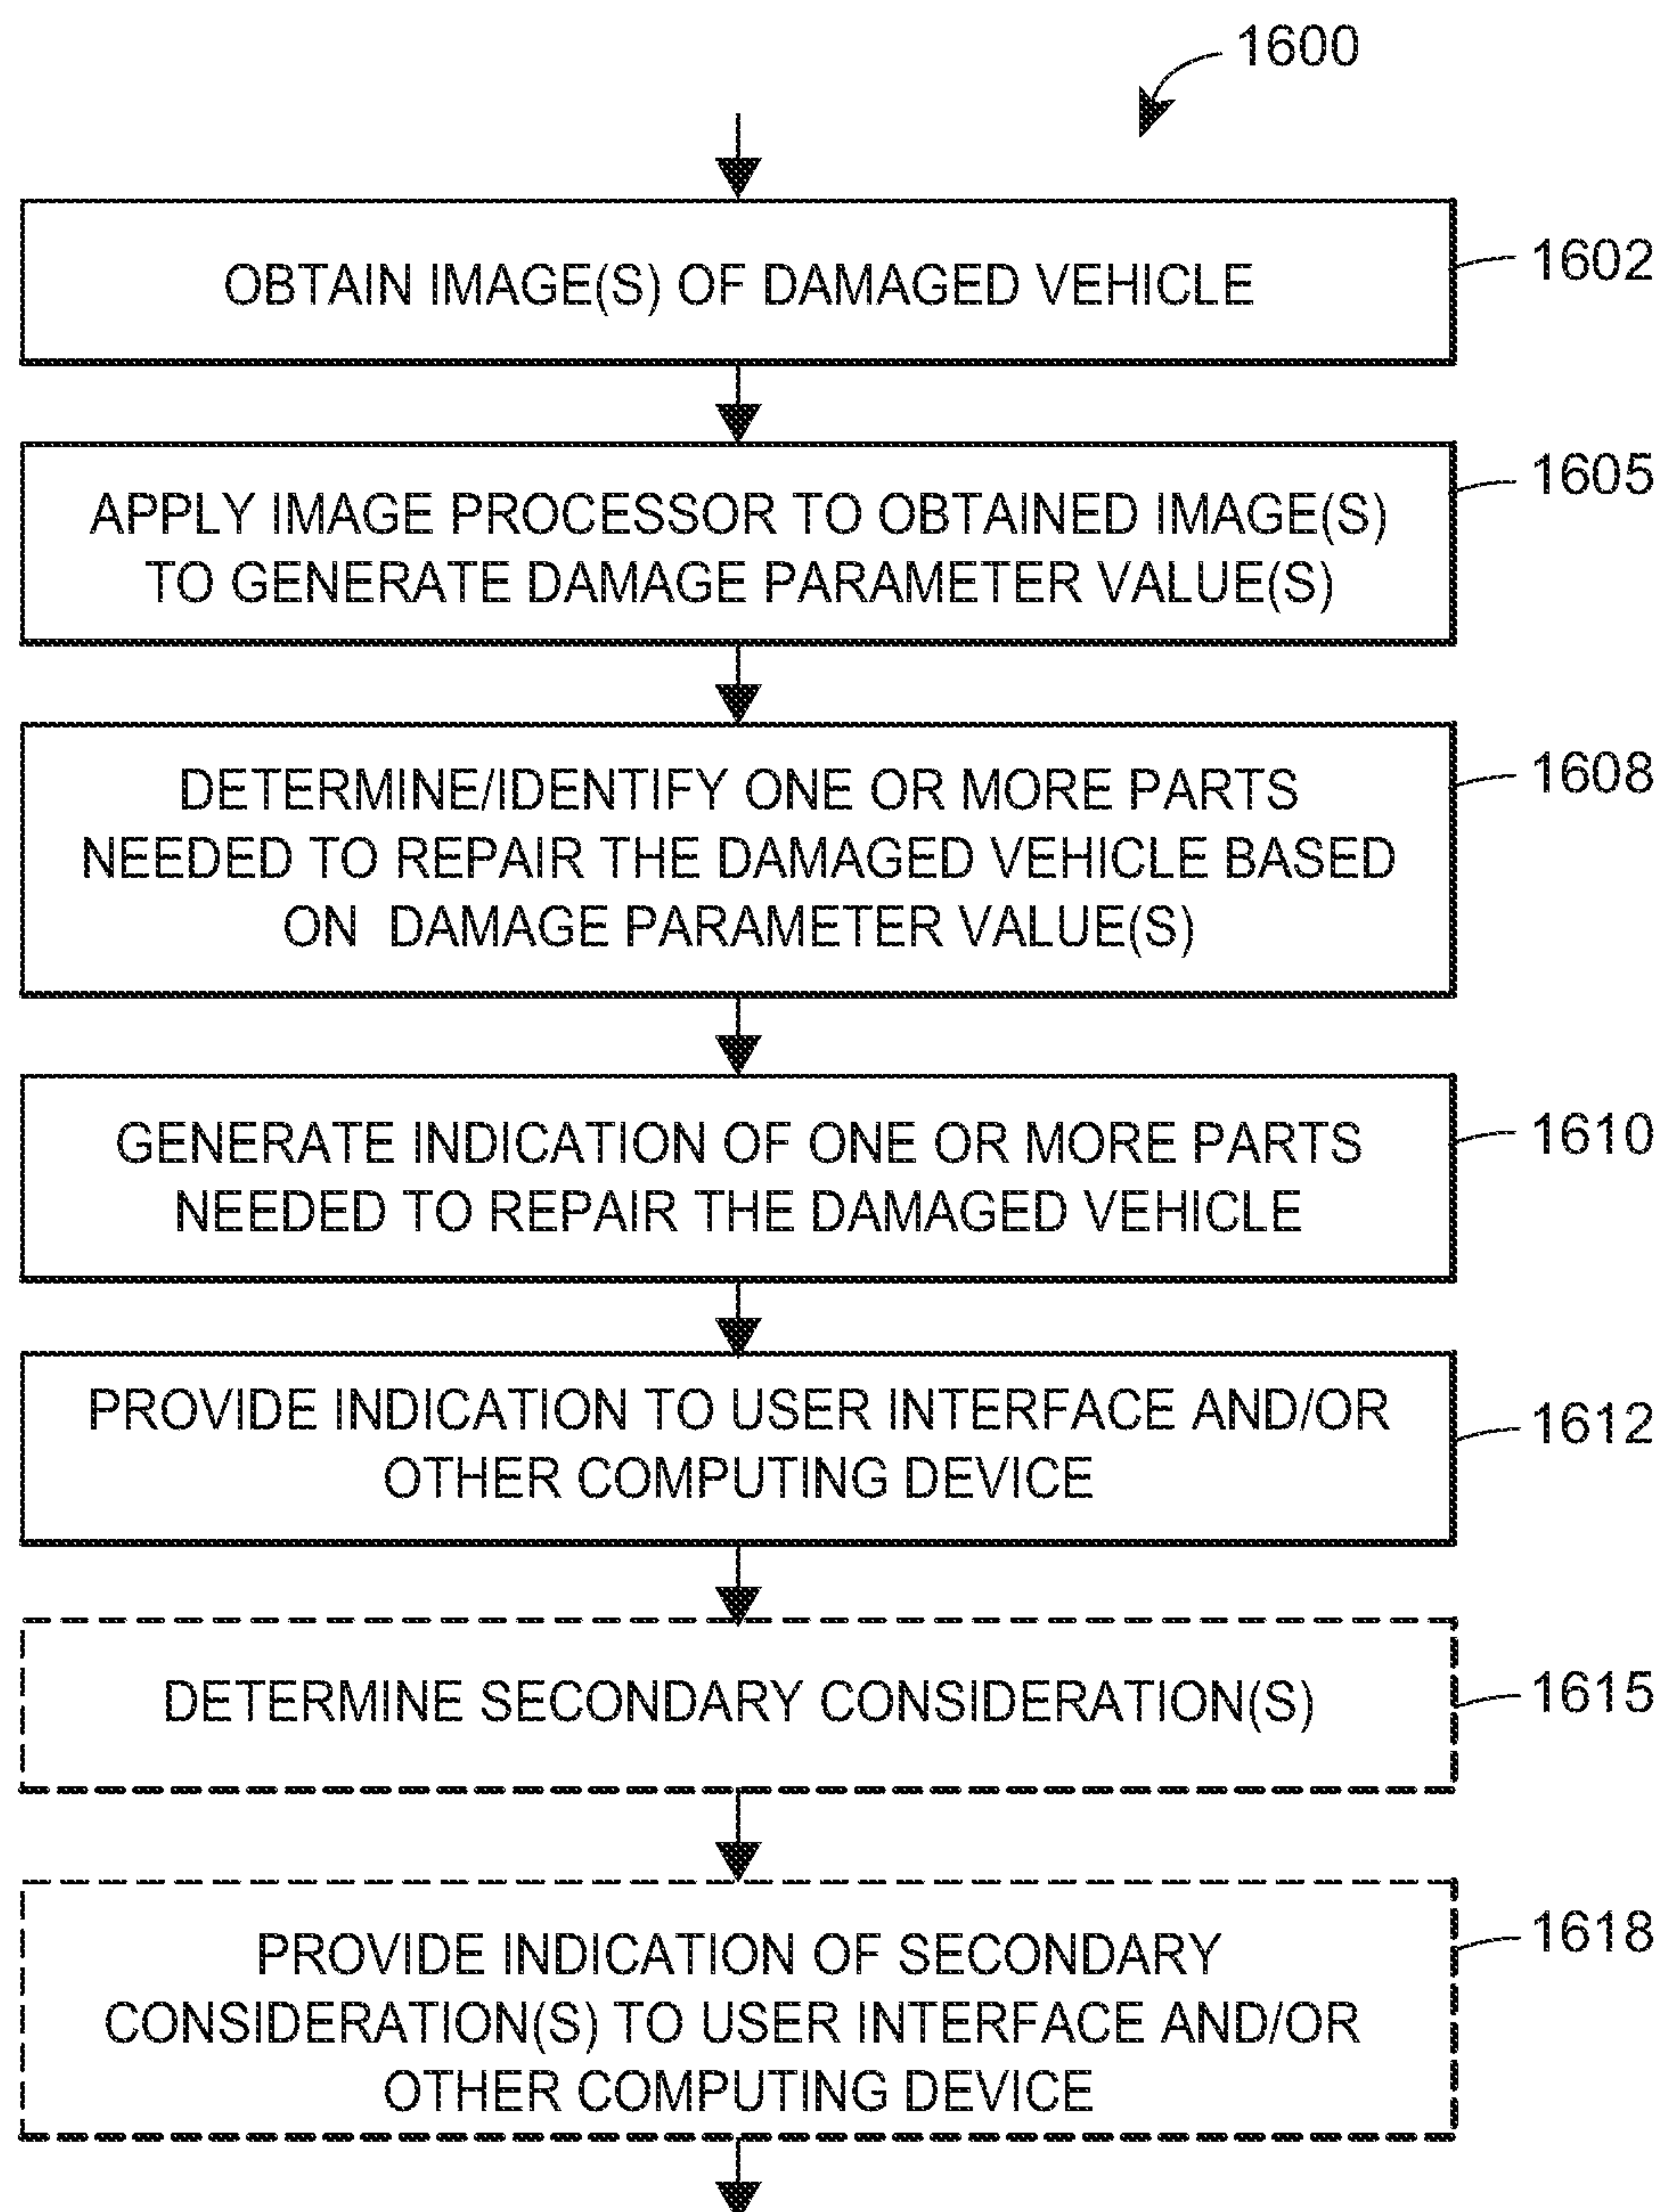 1600
OBTAIN IMAGE(S) OF DAMAGED VEHICLE
1602
APPLY IMAGE PROCESSOR TO OBTAINED IMAGE(S)
TO GENERATE DAMAGE PARAMETER VALUE(S)
1605
DETERMINE/IDENTIFY ONE OR MORE PARTS
NEEDED TO REPAIR THE DAMAGED VEHICLE BASED
ON DAMAGE PARAMETER VALUE(S)
1608
GENERATE INDICATION OF ONE OR MORE PARTS
NEEDED TO REPAIR THE DAMAGED VEHICLE
1610
PROVIDE INDICATION TO USER INTERFACE AND/OR
OTHER COMPUTING DEVICE
1612
DETERMINE SECONDARY CONSIDERATION(S)
1615
PROVIDE INDICATION OF SECONDARY
CONSIDERATION(S) TO USER INTERFACE AND/OR
OTHER COMPUTING DEVICE
1618